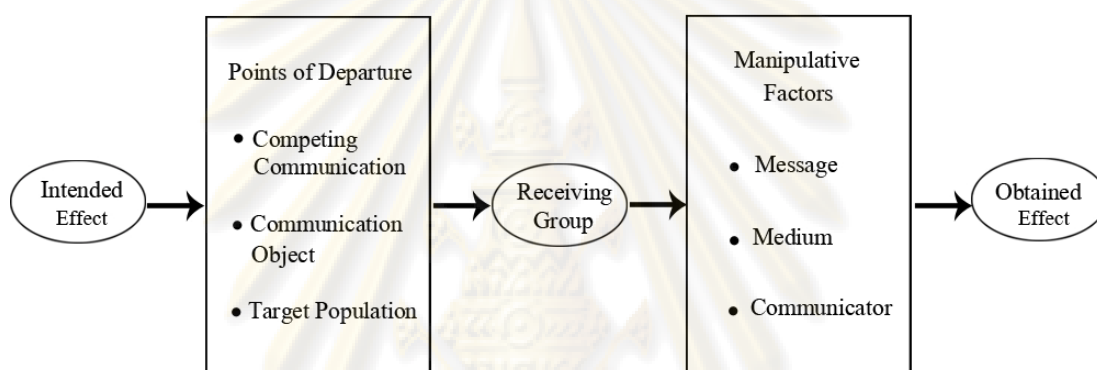 Intended
Effect
Points of Departure
• Competing
Communication
• Communication
Object
• Target Population
Receiving
Group
Manipulative
Factors
• Message
• Medium
• Communicator
Obtained
Effect